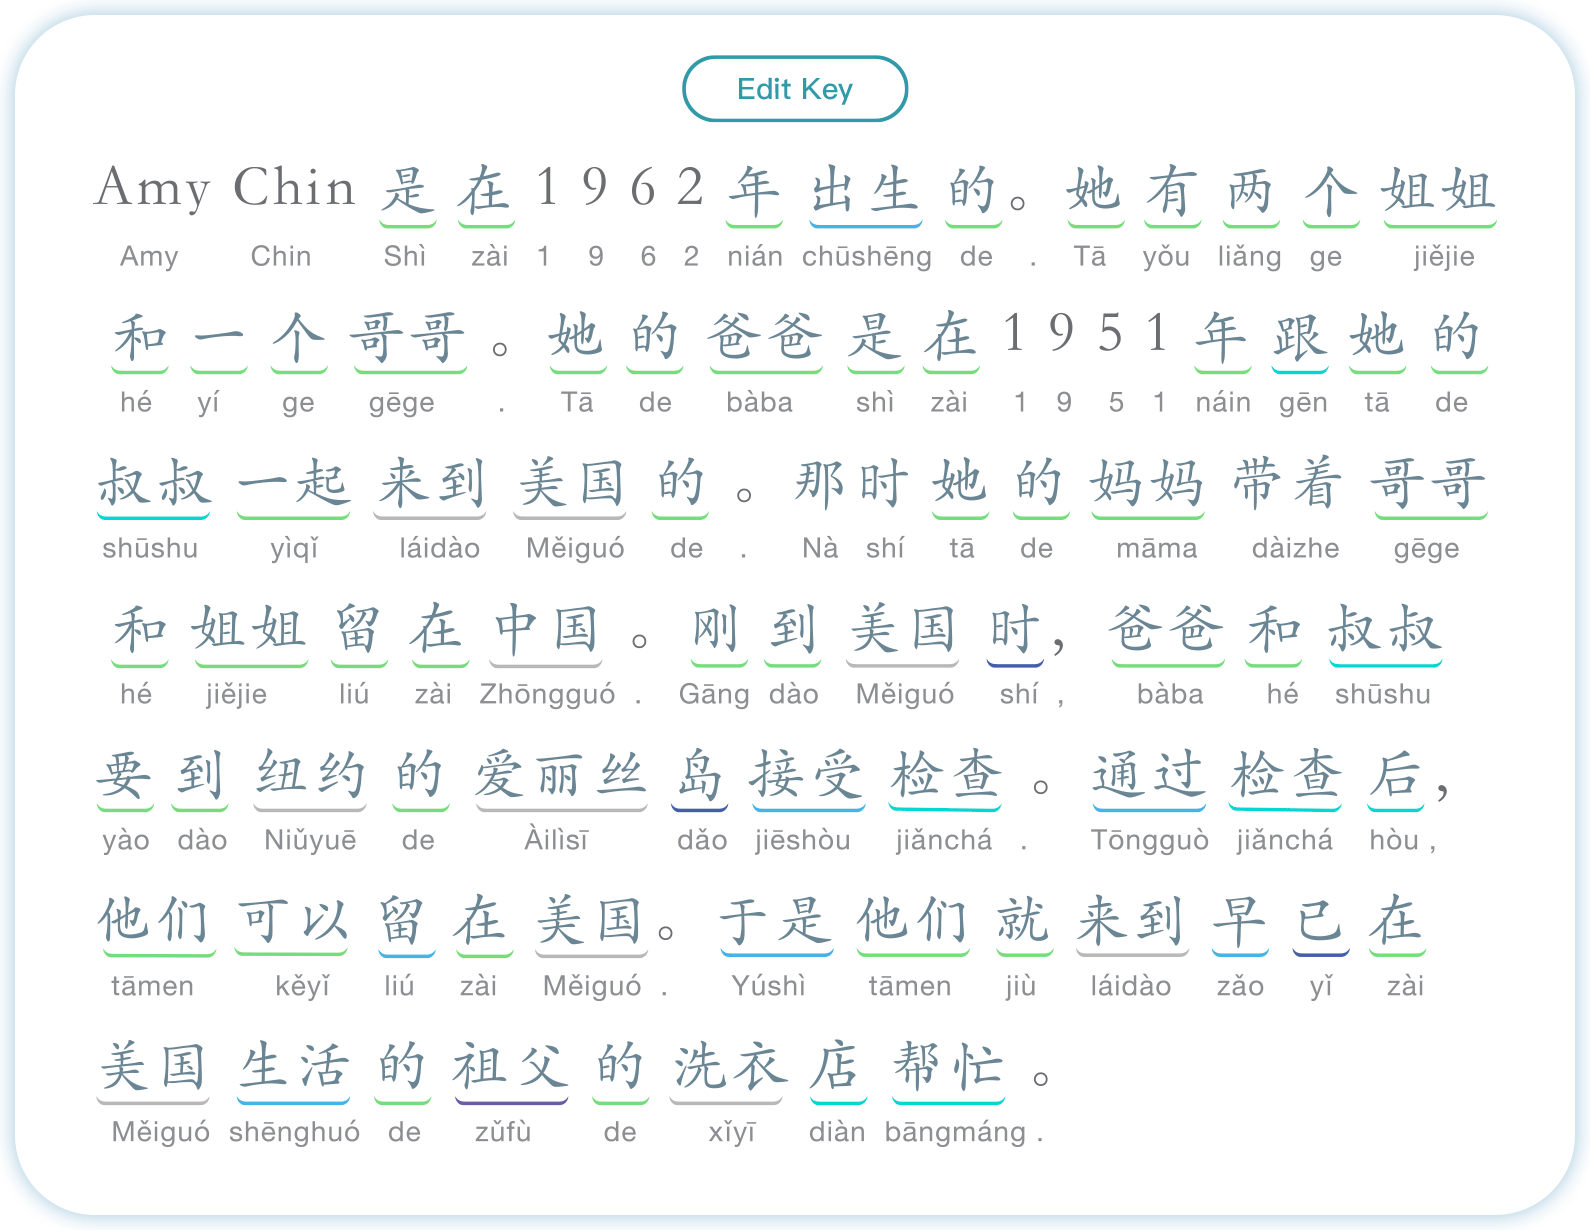 Edit Key
Amy Chin 是在1962年出生的。她有两个姐姐
Amy Chin Shì zài 1 9 6 2 nián chūshēng de . Tā yǒu liǎng ge jiějie
和一个哥哥。她的爸爸是在1951年跟她的
hé yí ge gēge . Tā de bàba shì zài 1 9 5 1 náin gēn tā de
叔叔一起来到美国的。那时她的妈妈带着哥哥
shūshu yìqǐ láidào Měiguó de . Nà shí tā de māma dàizhe gēge
和姐姐留在中国。刚到美国时，爸爸和叔叔
hé jiějie liú zài Zhōngguó . Gāng dào Měiguó shí , bàba hé shūshu
要到纽约的爱丽丝岛接受检查。通过检查后，
yào dào Niǔyuē de Àilìsī dǎo jiēshòu jiǎnchá . Tōngguò jiǎnchá hòu ,
他们可以留在美国。于是他们就来到早已在
tāmen kěyǐ liú zài Měiguó . Yúshì tāmen jiù láidào zǎo yǐ zài
美国生活的祖父的洗衣店帮忙。
Měiguó shēnghuó de zǔfù de xǐyī diàn bāngmáng .